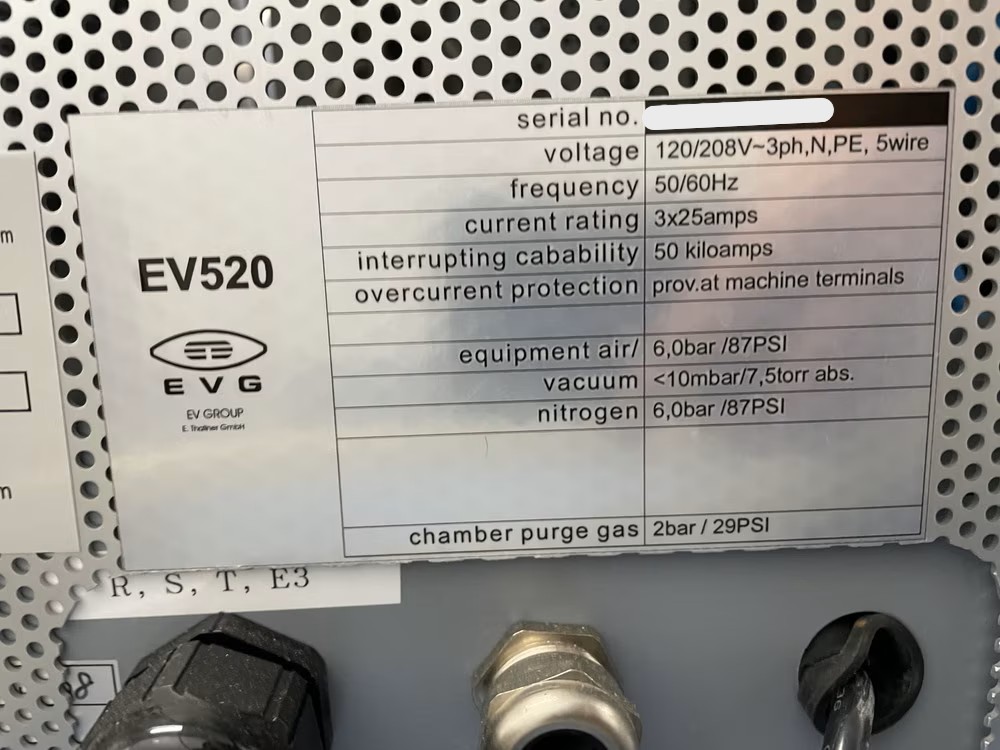 serial no.
voltage 120/208V~3ph,N,PE, 5wire
frequency 50/60Hz
current rating 3x25amps
interrupting cabability 50 kiloamps
overcurrent protection prov.at machine terminals
equipment air/ 6,0bar /87PSI
vacuum <10mbar/7,5torr abs.
nitrogen 6,0bar /87PSI
chamber purge gas 2bar / 29PSI
EV520
EVG
EV GROUP
E. Thallner GmbH
m
m
R, S, T, E3